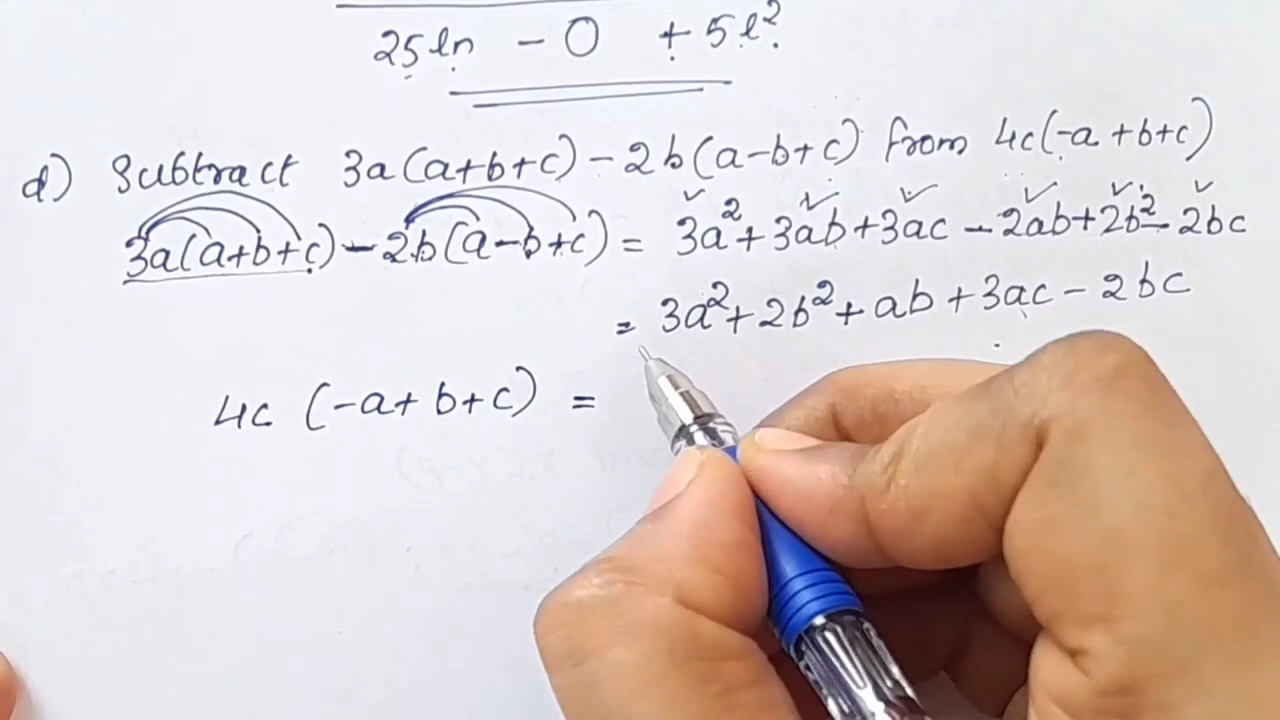 25ln - 0 + 5l²
d) Subtract 3a(a+b+c) - 2b(a-b+c) from 4c(-a+b+c)
3a(a+b+c) - 2b(a-b+c) = 3a²+3ab+3ac-2ab+2b²-2bc
= 3a²+2b²+ab+3ac-2bc
4c (-a+b+c) =